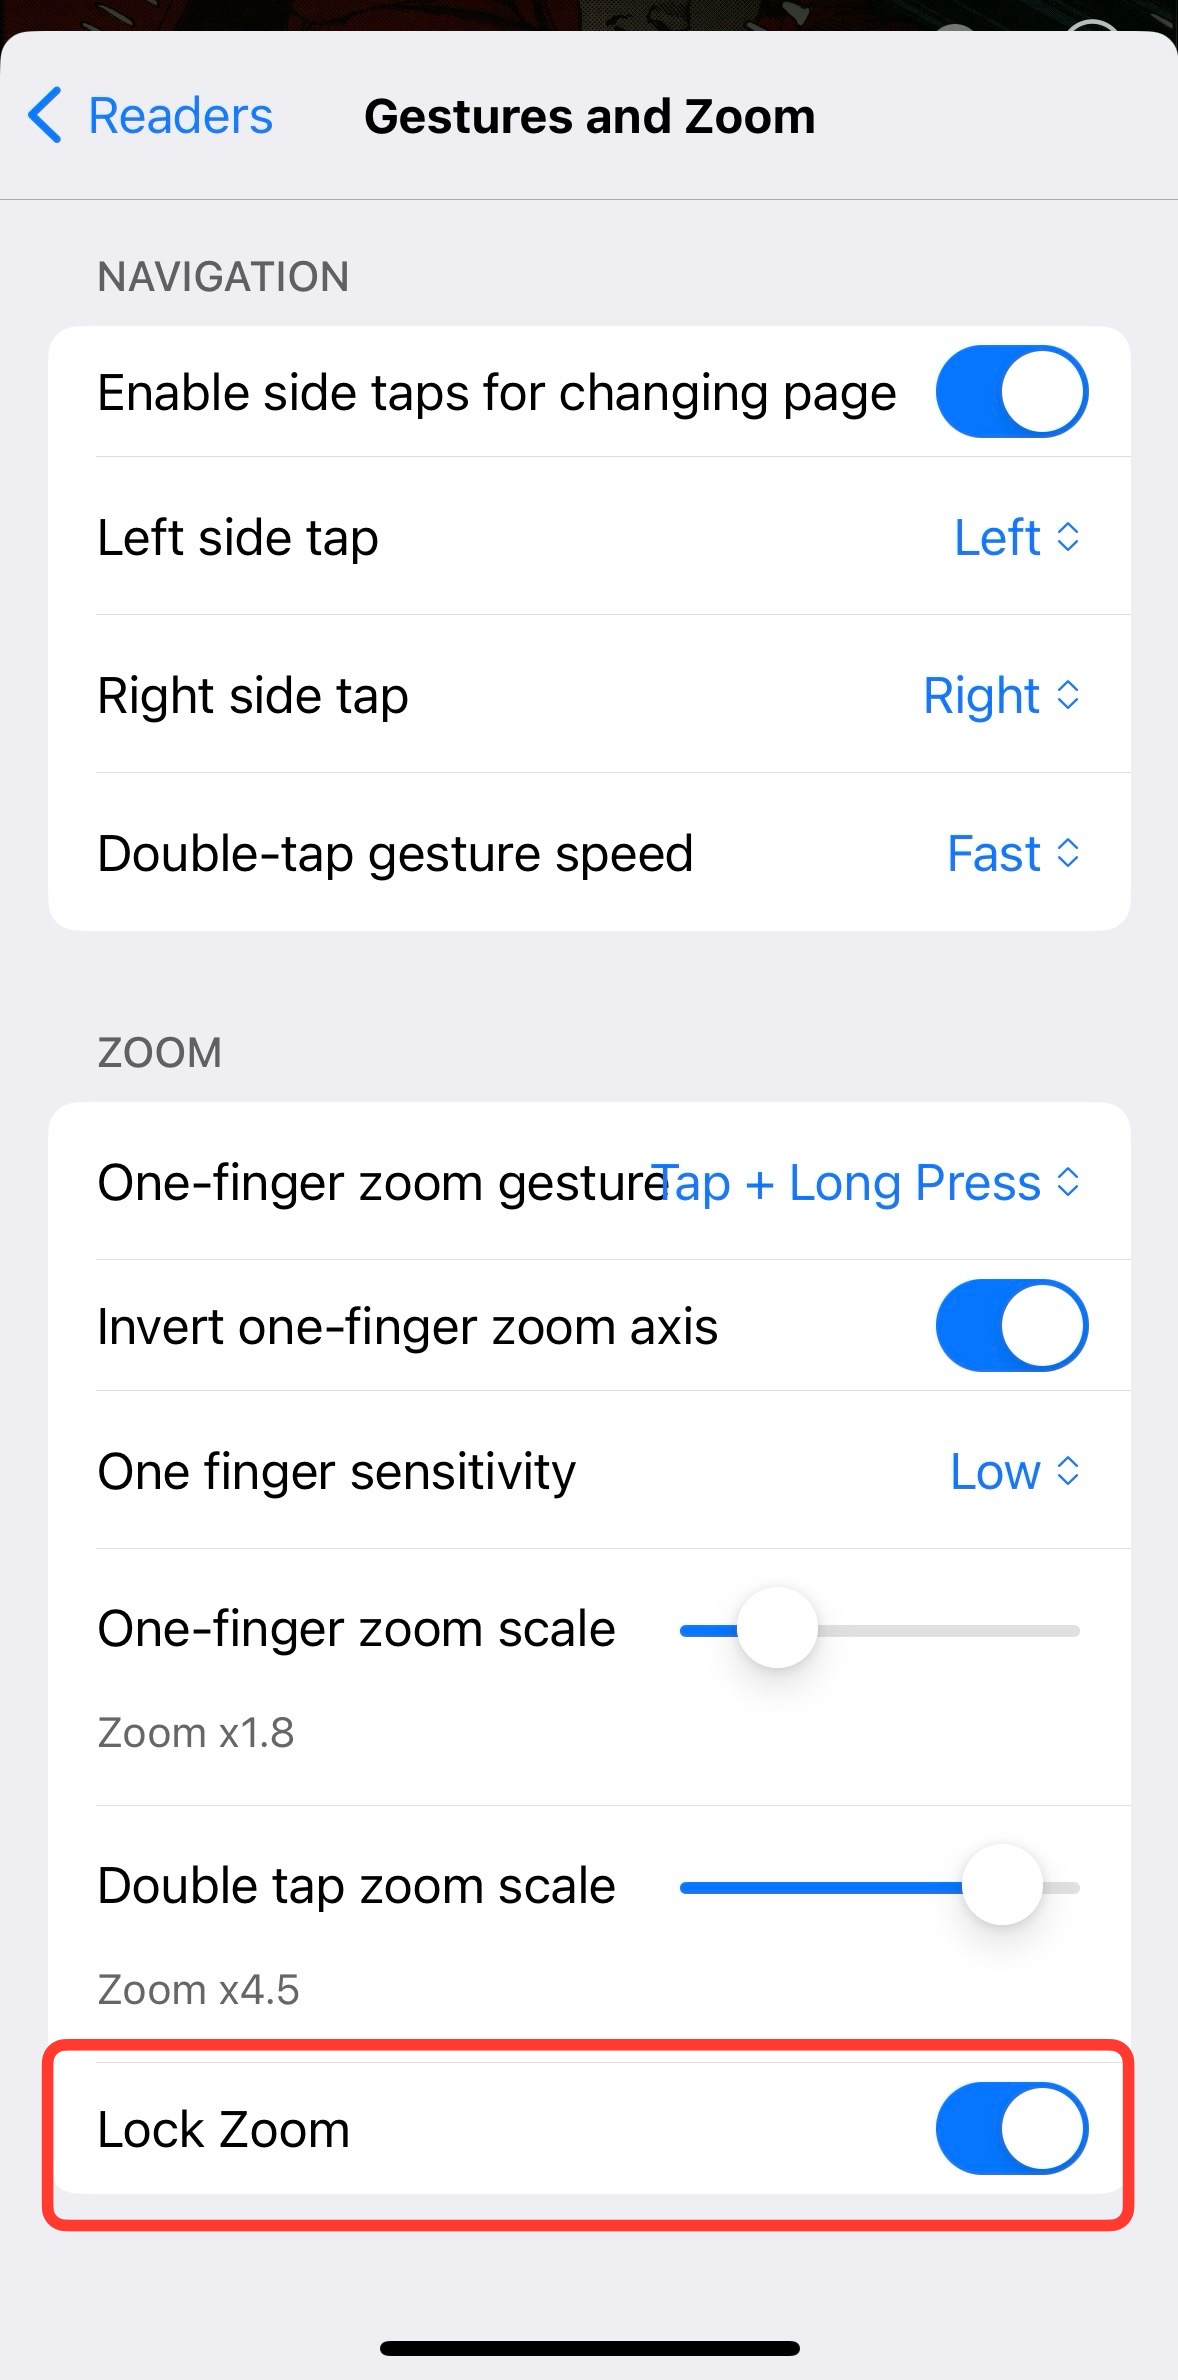 Readers
Gestures and Zoom
NAVIGATION
Enable side taps for changing page
Left side tap
Left
Right side tap
Right
Double-tap gesture speed
Fast
ZOOM
One-finger zoom gesture
Tap + Long Press
Invert one-finger zoom axis
One finger sensitivity
Low
One-finger zoom scale
Zoom x1.8
Double tap zoom scale
Zoom x4.5
Lock Zoom